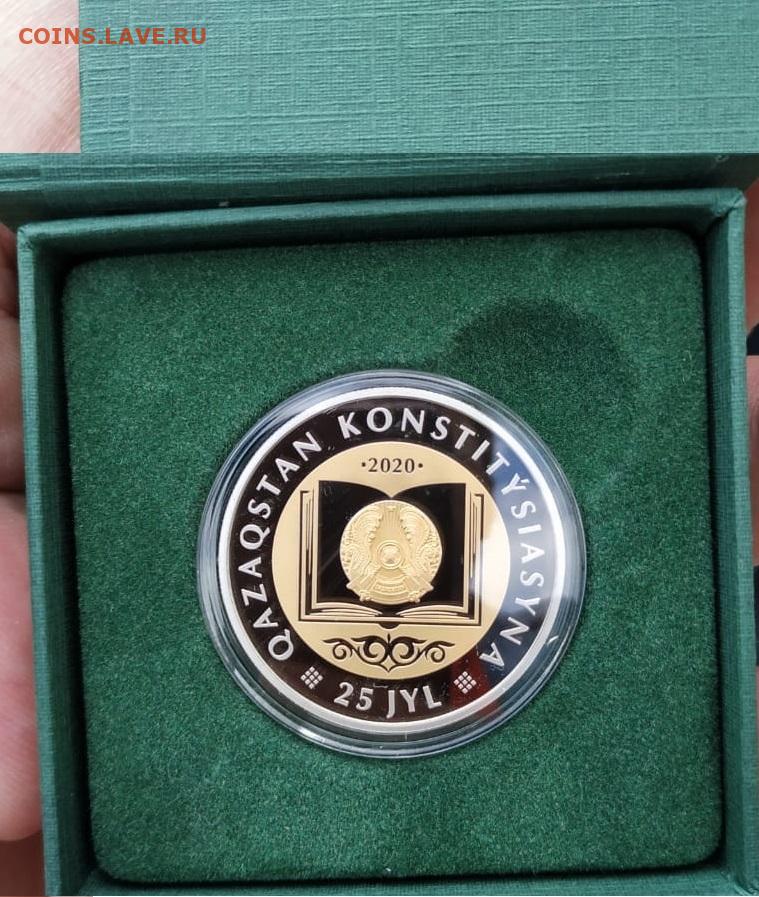 COINS.LAVE.RU
QAZAQSTAN KONSTITÝSIASYNA
·2020·
25 JYL